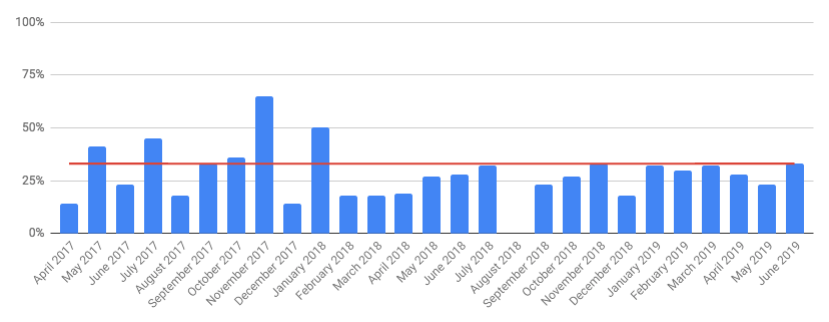 100%
75%
50%
25%
0%
April 2017
May 2017
June 2017
July 2017
August 2017
September 2017
October 2017
November 2017
December 2017
January 2018
February 2018
March 2018
April 2018
May 2018
June 2018
July 2018
August 2018
September 2018
October 2018
November 2018
December 2018
January 2019
February 2019
March 2019
April 2019
May 2019
June 2019